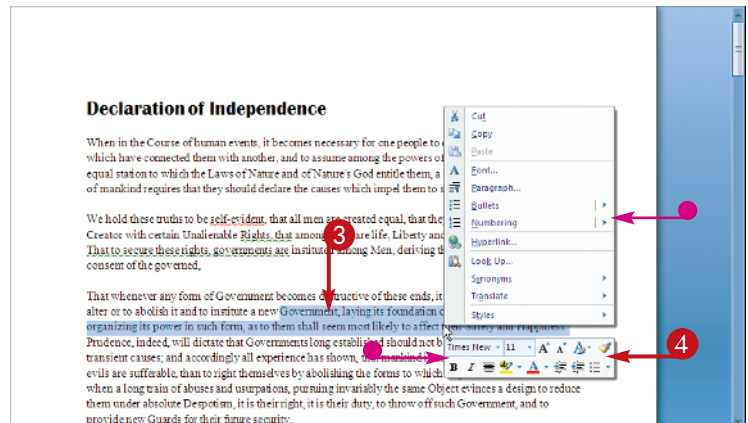 Declaration of Independence
When in the Course of human events, it becomes necessary for one people to
which have connected them with another, and to assume among the powers of
equal station to which the Laws of Nature and of Nature's God entitle them, a
of mankind requires that they should declare the causes which impel them to s
We hold these truths to be self-evident, that all men are created equal, that they
Creator with certain Unalienable Rights, that among are life, Liberty and
That to secure these rights, governments are instituted among Men, deriving th
consent of the governed,
That whenever any form of Government becomes destructive of these ends, it
alter or to abolish it and to institute a new Government, laying its foundation o
organizing its power in such form, as to them shall seem most likely to affect their Safety and Happiness
Prudence, indeed, will dictate that Governments long established should not b
transient causes; and accordingly all experience has shown, that mankind
evils are sufferable, than to right themselves by abolishing the forms to which
when a long train of abuses and usurpations, pursuing invariably the same Object evinces a design to reduce
them under absolute Despotism, it is their right, it is their duty, to throw off such Government, and to
provide new Guards for their future security.
Cut
Copy
Paste
Font...
Paragraph...
Bullets
Numbering
Hyperlink...
Look Up...
Synonyms
Translate
Styles
Times New 11 A A A
B I ab A
3
4